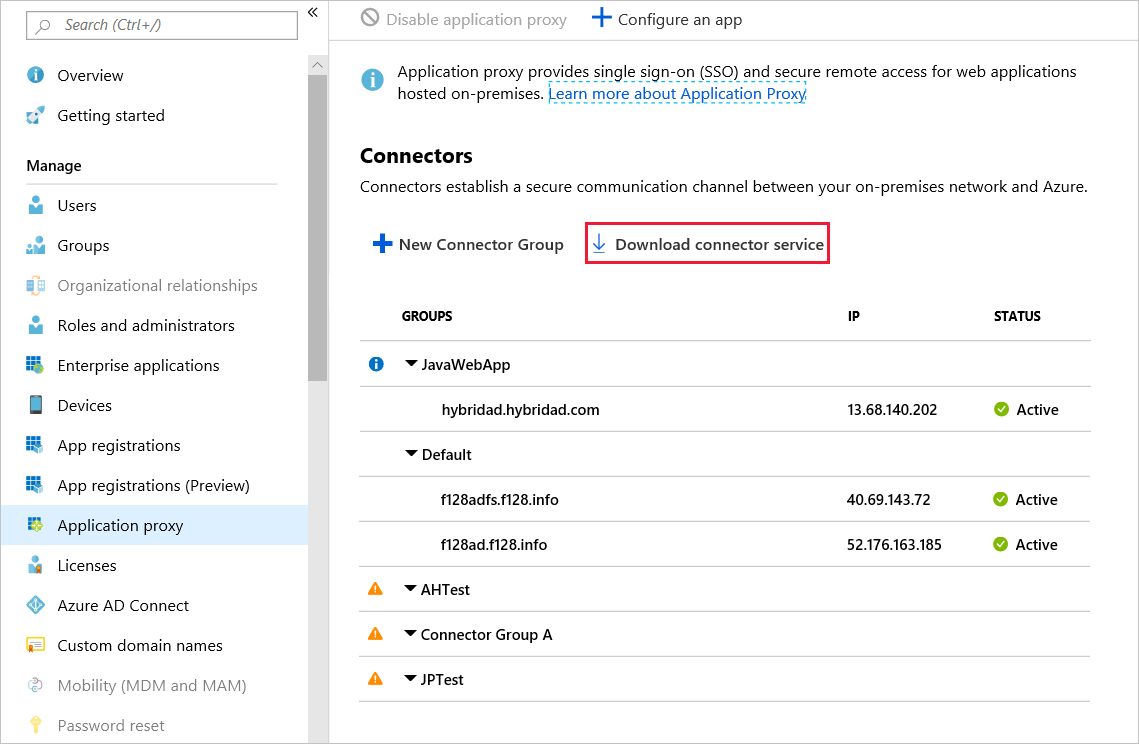 Search (Ctrl+/)
«
Overview
Getting started
Manage
Users
Groups
Organizational relationships
Roles and administrators
Enterprise applications
Devices
App registrations
App registrations (Preview)
Application proxy
Licenses
Azure AD Connect
Custom domain names
Mobility (MDM and MAM)
Password reset
Disable application proxy
Configure an app
Application proxy provides single sign-on (SSO) and secure remote access for web applications
hosted on-premises. Learn more about Application Proxy
Connectors
Connectors establish a secure communication channel between your on-premises network and Azure.
New Connector Group
Download connector service
GROUPS IP STATUS
JavaWebApp
hybridad.hybridad.com 13.68.140.202 Active
Default
f128adfs.f128.info 40.69.143.72 Active
f128ad.f128.info 52.176.163.185 Active
AHTest
Connector Group A
JPTest